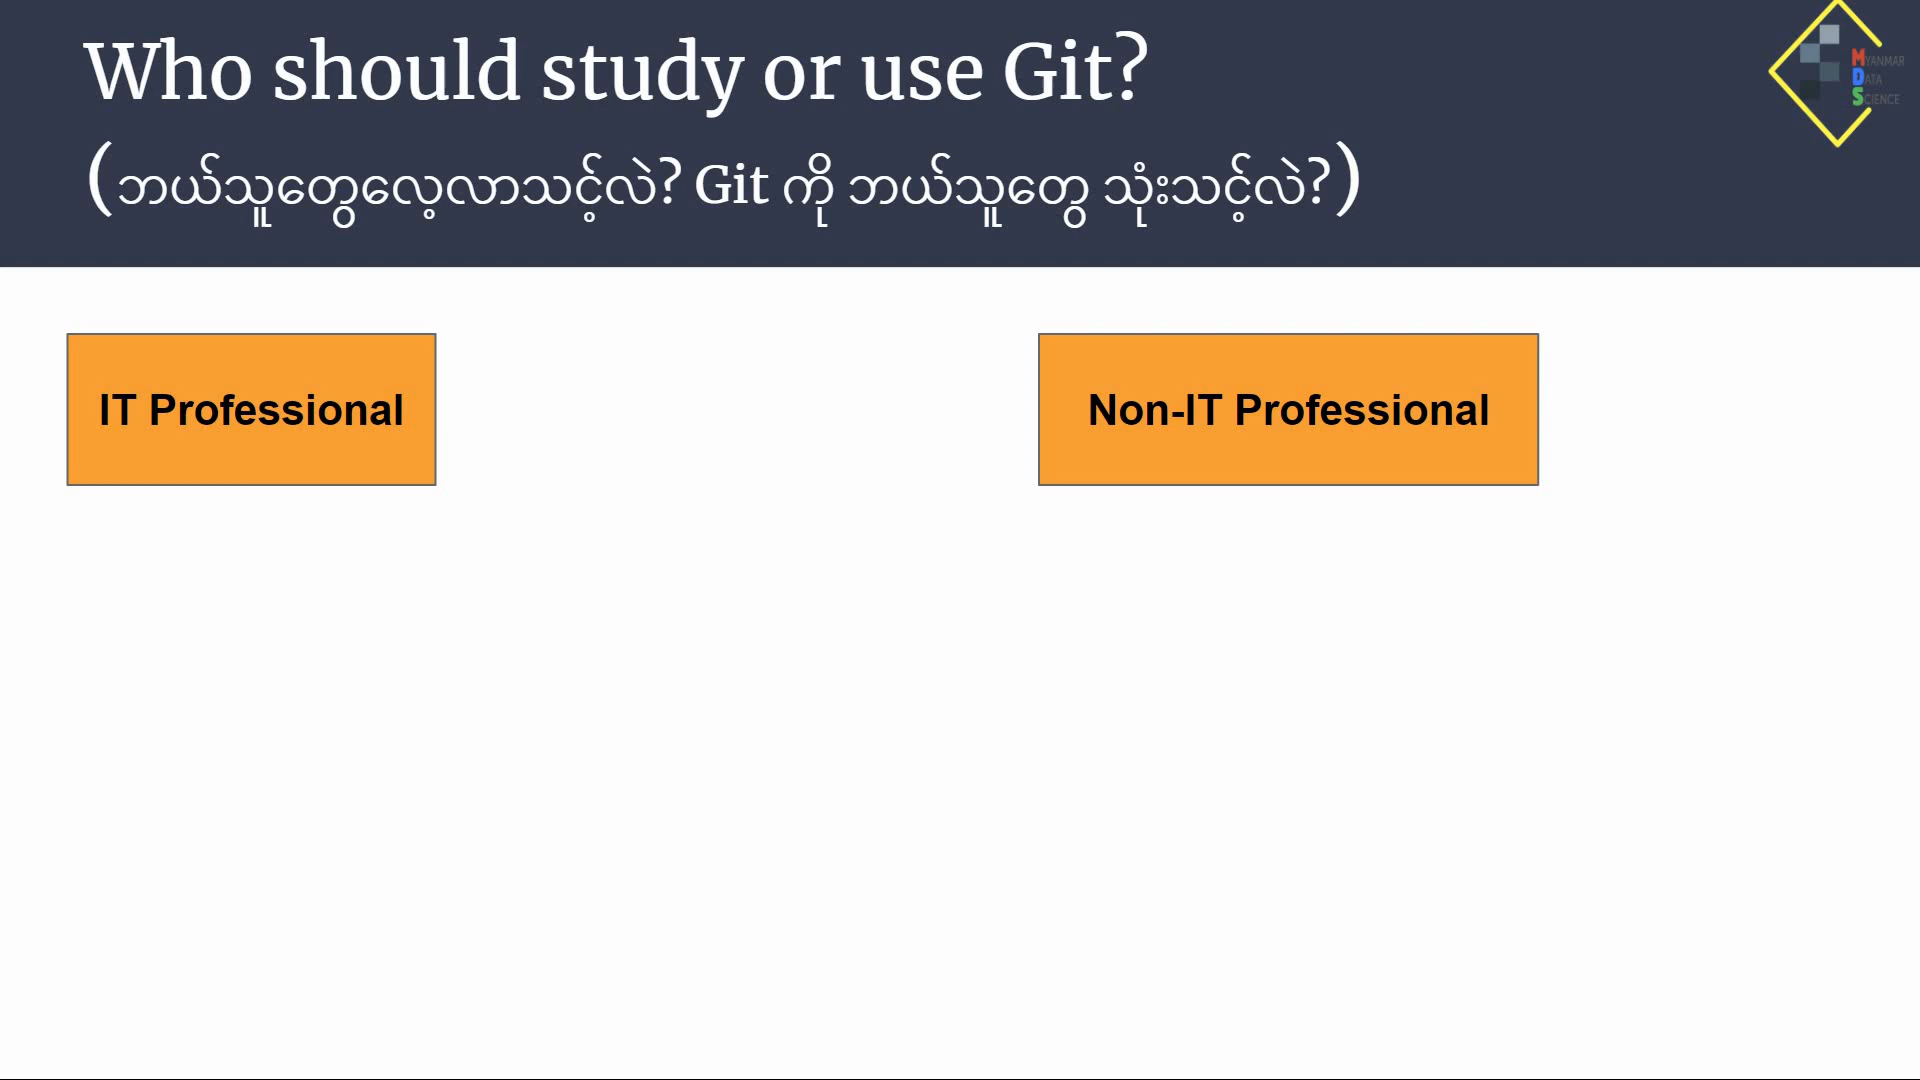 Who should study or use Git?
(ဘယ်သူတွေလေ့လာသင့်လဲ? Git ကို ဘယ်သူတွေ သုံးသင့်လဲ?)
MYANMAR
DATA
SCIENCE
IT Professional
Non-IT Professional